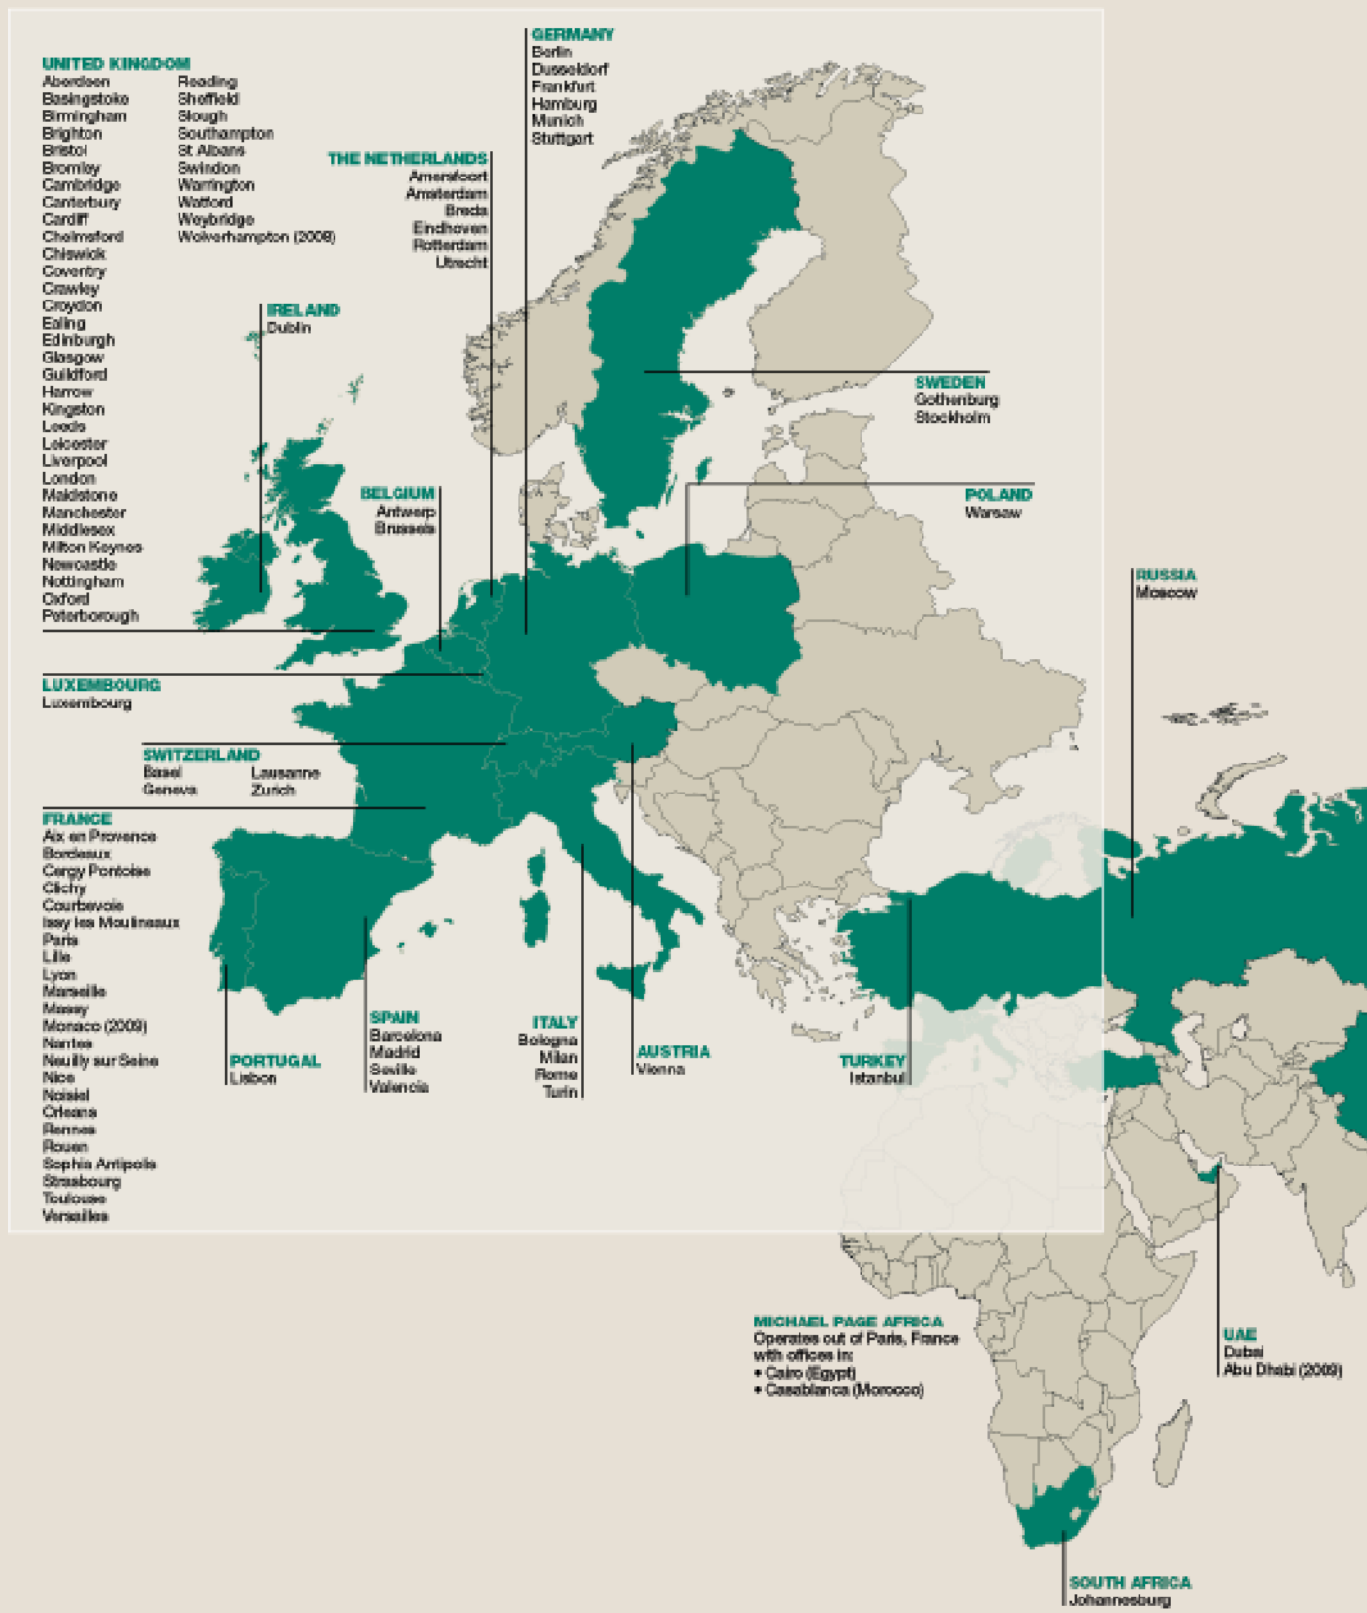 UNITED KINGDOM
Aberdeen
Basingstoke
Birmingham
Brighton
Bristol
Bromley
Cambridge
Canterbury
Cardiff
Chelmsford
Chiswick
Coventry
Crawley
Croydon
Ealing
Edinburgh
Glasgow
Guildford
Harrow
Kingston
Leeds
Leicester
Liverpool
London
Maidstone
Manchester
Middlesex
Milton Keynes
Newcastle
Nottingham
Oxford
Peterborough
Reading
Sheffield
Slough
Southampton
St Albans
Swindon
Warrington
Watford
Weybridge
Wolverhampton (2008)
GERMANY
Berlin
Dusseldorf
Frankfurt
Hamburg
Munich
Stuttgart
THE NETHERLANDS
Amersfoort
Amsterdam
Breda
Eindhoven
Rotterdam
Utrecht
IRELAND
Dublin
SWEDEN
Gothenburg
Stockholm
BELGIUM
Antwerp
Brussels
POLAND
Warsaw
RUSSIA
Moscow
LUXEMBOURG
Luxembourg
SWITZERLAND
Basel
Geneva
Lausanne
Zurich
FRANCE
Aix en Provence
Bordeaux
Cergy Pontoise
Clichy
Courbevoie
Issy les Moulineaux
Paris
Lille
Lyon
Marseille
Massy
Monaco (2009)
Nantes
Neuilly sur Seine
Nice
Noisiel
Orleans
Rennes
Rouen
Sophia Antipolis
Strasbourg
Toulouse
Versailles
PORTUGAL
Lisbon
SPAIN
Barcelona
Madrid
Seville
Valencia
ITALY
Bologna
Milan
Rome
Turin
AUSTRIA
Vienna
TURKEY
Istanbul
MICHAEL PAGE AFRICA
Operates out of Paris, France
with offices in:
• Cairo (Egypt)
• Casablanca (Morocco)
UAE
Dubai
Abu Dhabi (2009)
SOUTH AFRICA
Johannesburg